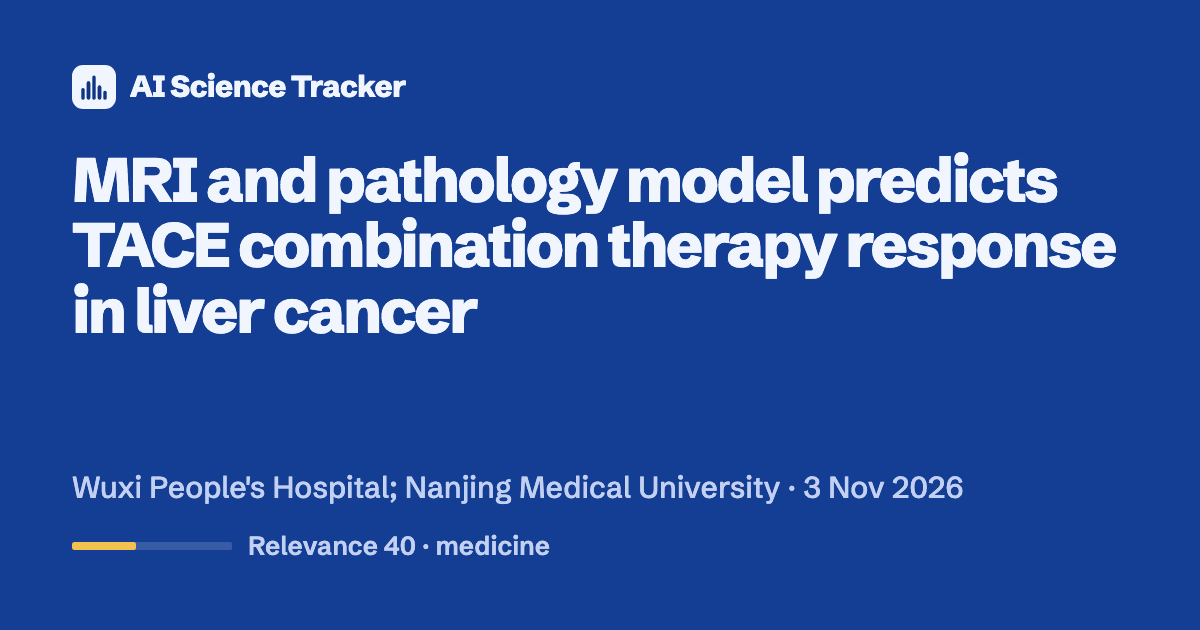 AI Science Tracker
MRI and pathology model predicts
TACE combination therapy response
in liver cancer
Wuxi People's Hospital; Nanjing Medical University · 3 Nov 2026
Relevance 40 · medicine